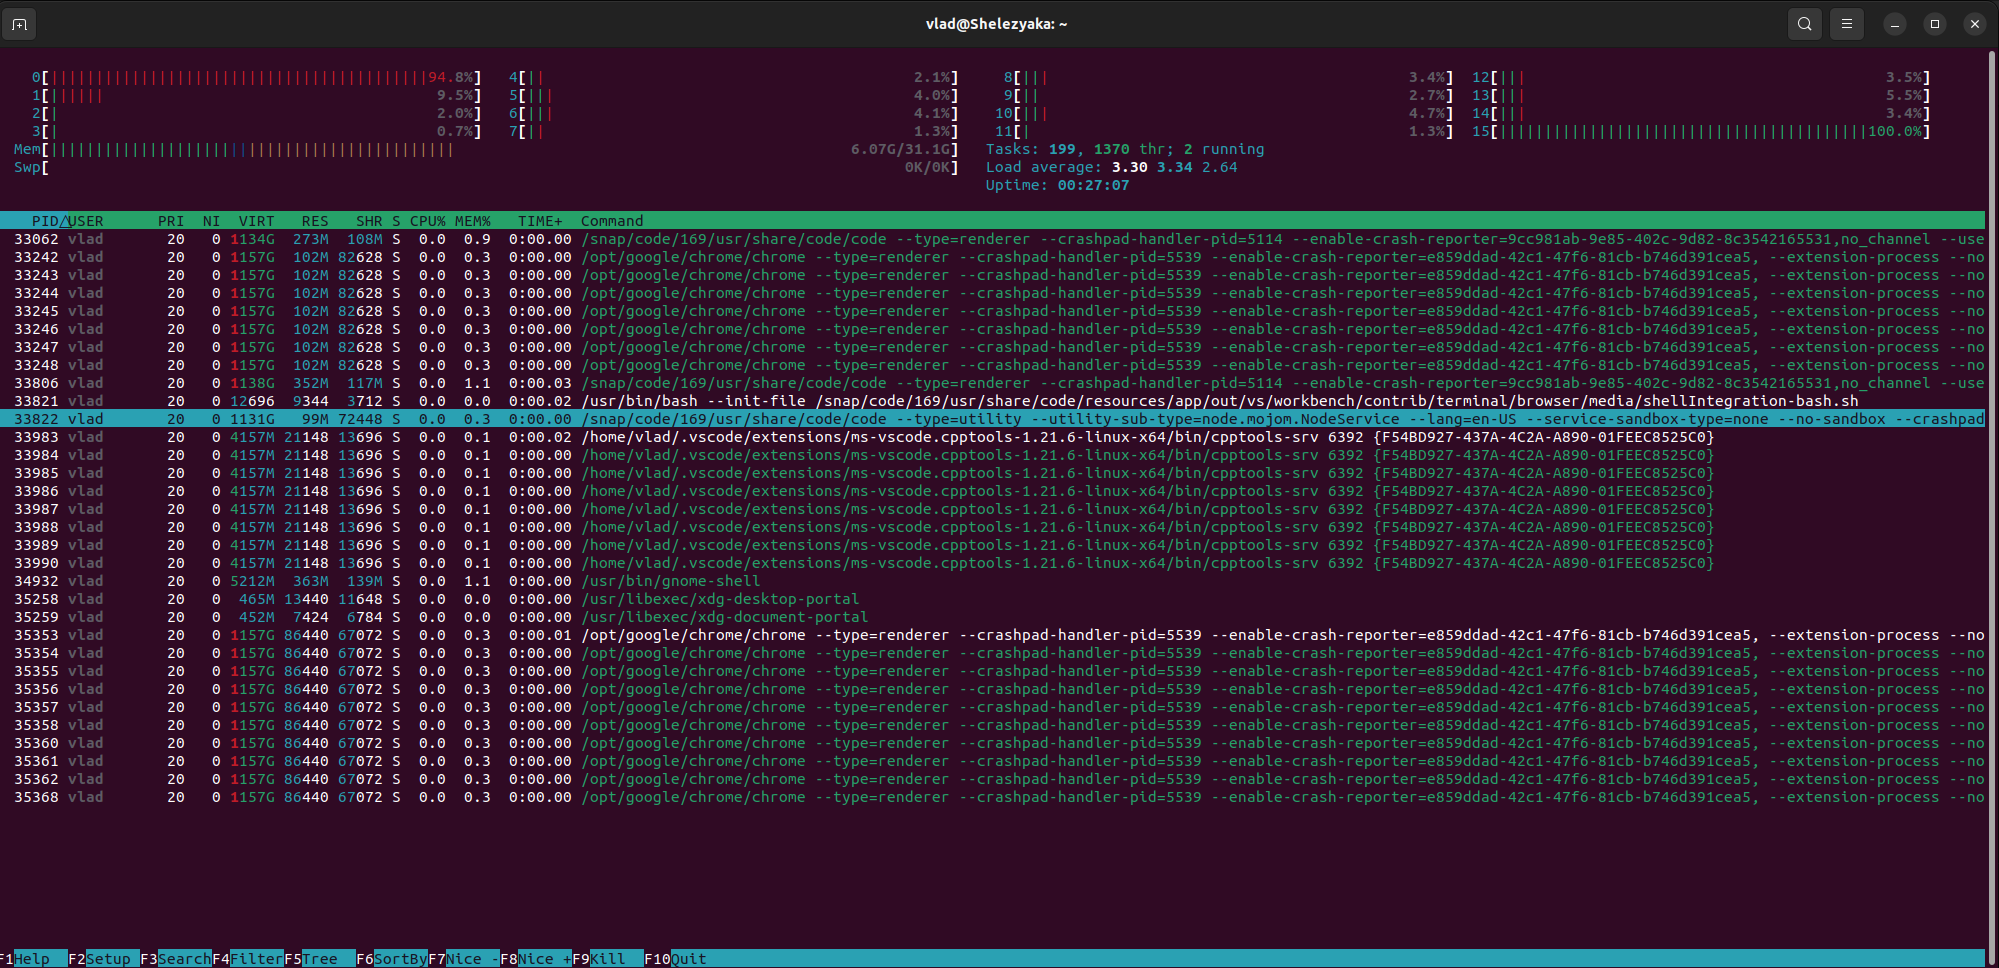 vlad@Shelezyaka: ~
0[||||||||||||||||||||||||||||||||||||||||||94.8%] 4[|| 2.1%] 8[||| 3.4%] 12[||| 3.5%]
1[|||||| 9.5%] 5[||| 4.0%] 9[|| 2.7%] 13[||| 5.5%]
2[| 2.0%] 6[||| 4.1%] 10[||| 4.7%] 14[||| 3.4%]
3[| 0.7%] 7[|| 1.3%] 11[| 1.3%] 15[|||||||||||||||||||||||||||||||||||||||||100.0%]
Mem[||||||||||||||||||||||||||||||||||||||||||||| 6.07G/31.1G] Tasks: 199, 1370 thr; 2 running
Swp[ 0K/0K] Load average: 3.30 3.34 2.64
Uptime: 00:27:07
PID△USER PRI NI VIRT RES SHR S CPU% MEM% TIME+ Command
33062 vlad 20 0 1134G 273M 108M S 0.0 0.9 0:00.00 /snap/code/169/usr/share/code/code --type=renderer --crashpad-handler-pid=5114 --enable-crash-reporter=9cc981ab-9e85-402c-9d82-8c3542165531,no_channel --use
33242 vlad 20 0 1157G 102M 82628 S 0.0 0.3 0:00.00 /opt/google/chrome/chrome --type=renderer --crashpad-handler-pid=5539 --enable-crash-reporter=e859ddad-42c1-47f6-81cb-b746d391cea5, --extension-process --no
33243 vlad 20 0 1157G 102M 82628 S 0.0 0.3 0:00.00 /opt/google/chrome/chrome --type=renderer --crashpad-handler-pid=5539 --enable-crash-reporter=e859ddad-42c1-47f6-81cb-b746d391cea5, --extension-process --no
33244 vlad 20 0 1157G 102M 82628 S 0.0 0.3 0:00.00 /opt/google/chrome/chrome --type=renderer --crashpad-handler-pid=5539 --enable-crash-reporter=e859ddad-42c1-47f6-81cb-b746d391cea5, --extension-process --no
33245 vlad 20 0 1157G 102M 82628 S 0.0 0.3 0:00.00 /opt/google/chrome/chrome --type=renderer --crashpad-handler-pid=5539 --enable-crash-reporter=e859ddad-42c1-47f6-81cb-b746d391cea5, --extension-process --no
33246 vlad 20 0 1157G 102M 82628 S 0.0 0.3 0:00.00 /opt/google/chrome/chrome --type=renderer --crashpad-handler-pid=5539 --enable-crash-reporter=e859ddad-42c1-47f6-81cb-b746d391cea5, --extension-process --no
33247 vlad 20 0 1157G 102M 82628 S 0.0 0.3 0:00.00 /opt/google/chrome/chrome --type=renderer --crashpad-handler-pid=5539 --enable-crash-reporter=e859ddad-42c1-47f6-81cb-b746d391cea5, --extension-process --no
33248 vlad 20 0 1157G 102M 82628 S 0.0 0.3 0:00.00 /opt/google/chrome/chrome --type=renderer --crashpad-handler-pid=5539 --enable-crash-reporter=e859ddad-42c1-47f6-81cb-b746d391cea5, --extension-process --no
33806 vlad 20 0 1138G 352M 117M S 0.0 1.1 0:00.03 /snap/code/169/usr/share/code/code --type=renderer --crashpad-handler-pid=5114 --enable-crash-reporter=9cc981ab-9e85-402c-9d82-8c3542165531,no_channel --use
33821 vlad 20 0 12696 9344 3712 S 0.0 0.0 0:00.02 /usr/bin/bash --init-file /snap/code/169/usr/share/code/resources/app/out/vs/workbench/contrib/terminal/browser/media/shellIntegration-bash.sh
33822 vlad 20 0 1131G 99M 72448 S 0.0 0.3 0:00.00 /snap/code/169/usr/share/code/code --type=utility --utility-sub-type=node.mojom.NodeService --lang=en-US --service-sandbox-type=none --no-sandbox --crashpad
33983 vlad 20 0 4157M 21148 13696 S 0.0 0.1 0:00.02 /home/vlad/.vscode/extensions/ms-vscode.cpptools-1.21.6-linux-x64/bin/cpptools-srv 6392 {F54BD927-437A-4C2A-A890-01FEEC8525C0}
33984 vlad 20 0 4157M 21148 13696 S 0.0 0.1 0:00.00 /home/vlad/.vscode/extensions/ms-vscode.cpptools-1.21.6-linux-x64/bin/cpptools-srv 6392 {F54BD927-437A-4C2A-A890-01FEEC8525C0}
33985 vlad 20 0 4157M 21148 13696 S 0.0 0.1 0:00.00 /home/vlad/.vscode/extensions/ms-vscode.cpptools-1.21.6-linux-x64/bin/cpptools-srv 6392 {F54BD927-437A-4C2A-A890-01FEEC8525C0}
33986 vlad 20 0 4157M 21148 13696 S 0.0 0.1 0:00.00 /home/vlad/.vscode/extensions/ms-vscode.cpptools-1.21.6-linux-x64/bin/cpptools-srv 6392 {F54BD927-437A-4C2A-A890-01FEEC8525C0}
33987 vlad 20 0 4157M 21148 13696 S 0.0 0.1 0:00.00 /home/vlad/.vscode/extensions/ms-vscode.cpptools-1.21.6-linux-x64/bin/cpptools-srv 6392 {F54BD927-437A-4C2A-A890-01FEEC8525C0}
33988 vlad 20 0 4157M 21148 13696 S 0.0 0.1 0:00.00 /home/vlad/.vscode/extensions/ms-vscode.cpptools-1.21.6-linux-x64/bin/cpptools-srv 6392 {F54BD927-437A-4C2A-A890-01FEEC8525C0}
33989 vlad 20 0 4157M 21148 13696 S 0.0 0.1 0:00.00 /home/vlad/.vscode/extensions/ms-vscode.cpptools-1.21.6-linux-x64/bin/cpptools-srv 6392 {F54BD927-437A-4C2A-A890-01FEEC8525C0}
33990 vlad 20 0 4157M 21148 13696 S 0.0 0.1 0:00.00 /home/vlad/.vscode/extensions/ms-vscode.cpptools-1.21.6-linux-x64/bin/cpptools-srv 6392 {F54BD927-437A-4C2A-A890-01FEEC8525C0}
34932 vlad 20 0 5212M 363M 139M S 0.0 1.1 0:00.00 /usr/bin/gnome-shell
35258 vlad 20 0 465M 13440 11648 S 0.0 0.0 0:00.00 /usr/libexec/xdg-desktop-portal
35259 vlad 20 0 452M 7424 6784 S 0.0 0.0 0:00.00 /usr/libexec/xdg-document-portal
35353 vlad 20 0 1157G 86440 67072 S 0.0 0.3 0:00.01 /opt/google/chrome/chrome --type=renderer --crashpad-handler-pid=5539 --enable-crash-reporter=e859ddad-42c1-47f6-81cb-b746d391cea5, --extension-process --no
35354 vlad 20 0 1157G 86440 67072 S 0.0 0.3 0:00.00 /opt/google/chrome/chrome --type=renderer --crashpad-handler-pid=5539 --enable-crash-reporter=e859ddad-42c1-47f6-81cb-b746d391cea5, --extension-process --no
35355 vlad 20 0 1157G 86440 67072 S 0.0 0.3 0:00.00 /opt/google/chrome/chrome --type=renderer --crashpad-handler-pid=5539 --enable-crash-reporter=e859ddad-42c1-47f6-81cb-b746d391cea5, --extension-process --no
35356 vlad 20 0 1157G 86440 67072 S 0.0 0.3 0:00.00 /opt/google/chrome/chrome --type=renderer --crashpad-handler-pid=5539 --enable-crash-reporter=e859ddad-42c1-47f6-81cb-b746d391cea5, --extension-process --no
35357 vlad 20 0 1157G 86440 67072 S 0.0 0.3 0:00.00 /opt/google/chrome/chrome --type=renderer --crashpad-handler-pid=5539 --enable-crash-reporter=e859ddad-42c1-47f6-81cb-b746d391cea5, --extension-process --no
35358 vlad 20 0 1157G 86440 67072 S 0.0 0.3 0:00.00 /opt/google/chrome/chrome --type=renderer --crashpad-handler-pid=5539 --enable-crash-reporter=e859ddad-42c1-47f6-81cb-b746d391cea5, --extension-process --no
35360 vlad 20 0 1157G 86440 67072 S 0.0 0.3 0:00.00 /opt/google/chrome/chrome --type=renderer --crashpad-handler-pid=5539 --enable-crash-reporter=e859ddad-42c1-47f6-81cb-b746d391cea5, --extension-process --no
35361 vlad 20 0 1157G 86440 67072 S 0.0 0.3 0:00.00 /opt/google/chrome/chrome --type=renderer --crashpad-handler-pid=5539 --enable-crash-reporter=e859ddad-42c1-47f6-81cb-b746d391cea5, --extension-process --no
35362 vlad 20 0 1157G 86440 67072 S 0.0 0.3 0:00.00 /opt/google/chrome/chrome --type=renderer --crashpad-handler-pid=5539 --enable-crash-reporter=e859ddad-42c1-47f6-81cb-b746d391cea5, --extension-process --no
35368 vlad 20 0 1157G 86440 67072 S 0.0 0.3 0:00.00 /opt/google/chrome/chrome --type=renderer --crashpad-handler-pid=5539 --enable-crash-reporter=e859ddad-42c1-47f6-81cb-b746d391cea5, --extension-process --no
F1Help F2Setup F3SearchF4FilterF5Tree F6SortByF7Nice -F8Nice +F9Kill F10Quit